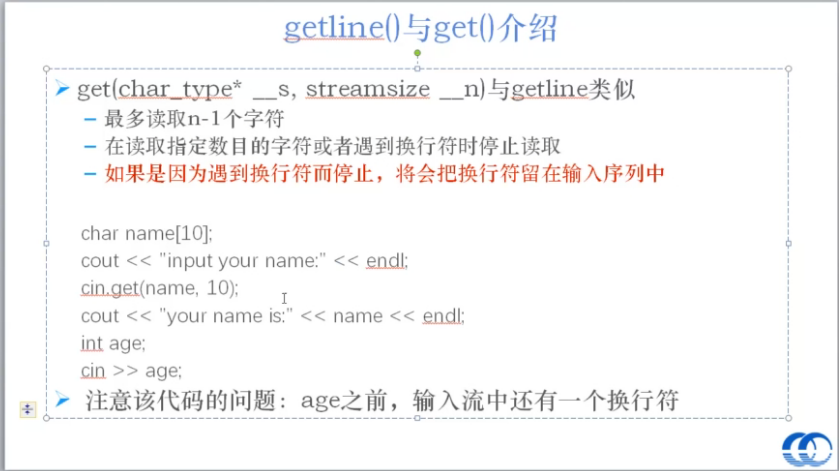 getline()与get()介绍
get(char_type* __s, streamsize __n)与getline类似
最多读取n-1个字符
在读取指定数目的字符或者遇到换行符时停止读取
如果是因为遇到换行符而停止，将会把换行符留在输入序列中
char name[10];
cout << "input your name:" << endl;
cin.get(name, 10);
cout << "your name is:" << name << endl;
int age;
cin >> age;
注意该代码的问题：age之前，输入流中还有一个换行符